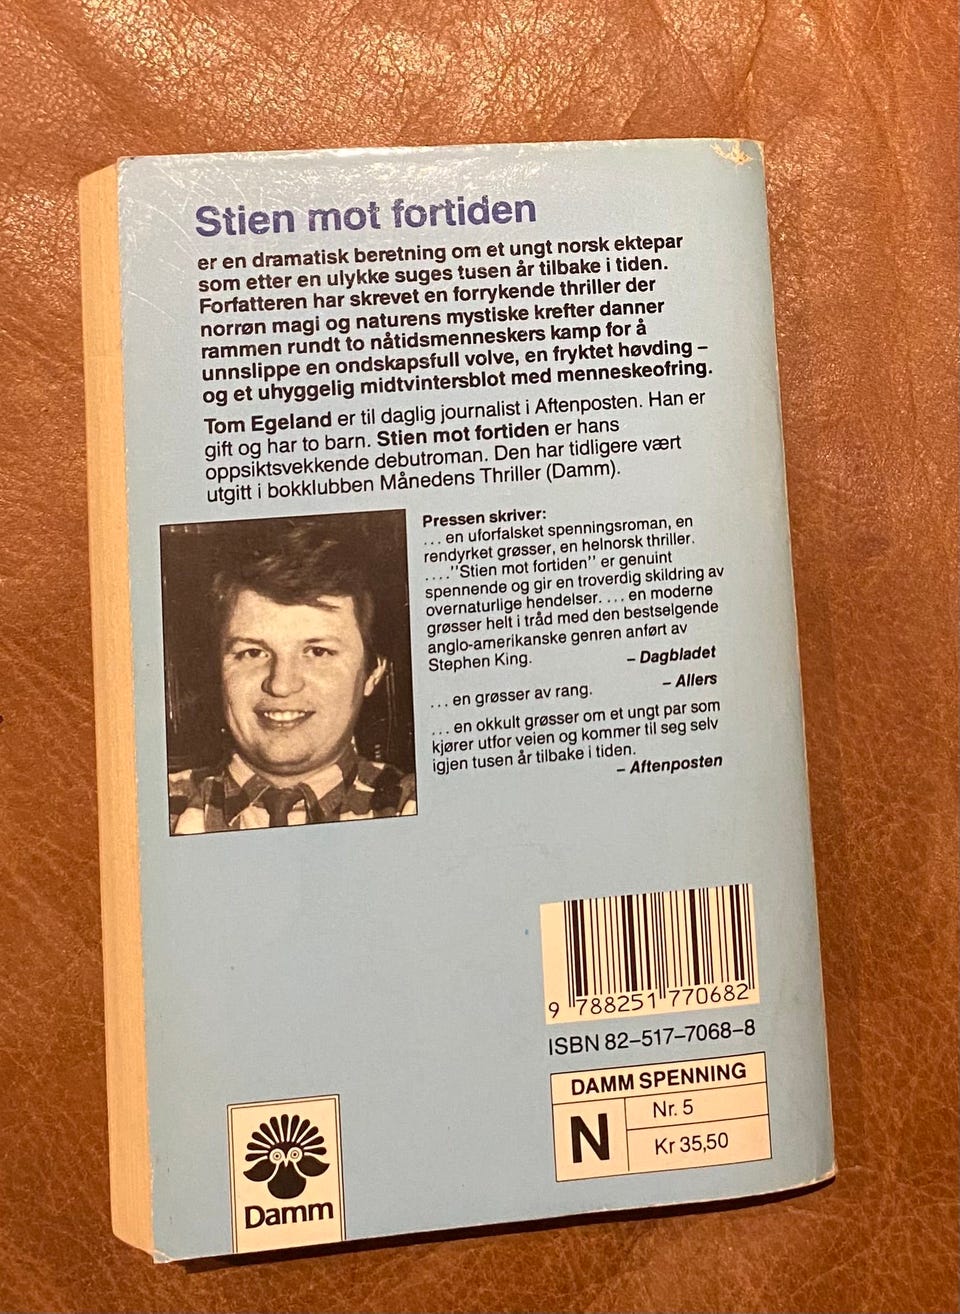 Stien mot fortiden
er en dramatisk beretning om et ungt norsk ektepar
som etter en ulykke suges tusen år tilbake i tiden.
Forfatteren har skrevet en forrykende thriller der
norrøn magi og naturens mystiske krefter danner
rammen rundt to nåtidsmenneskers kamp for å
unnslippe en ondskapsfull volve, en fryktet høvding –
og et uhyggelig midtvintersblot med menneskeofring.
Tom Egeland er til daglig journalist i Aftenposten. Han er
gift og har to barn. Stien mot fortiden er hans
oppsiktsvekkende debutroman. Den har tidligere vært
utgitt i bokklubben Månedens Thriller (Damm).
Pressen skriver:
... en uforfalsket spenningsroman, en
rendyrket grøsser, en helnorsk thriller.
....''Stien mot fortiden'' er genuint
spennende og gir en troverdig skildring av
overnaturlige hendelser. ... en moderne
grøsser helt i tråd med den bestselgende
anglo-amerikanske genren anført av
Stephen King.
– Dagbladet
... en grøsser av rang.
– Allers
... en okkult grøsser om et ungt par som
kjører utfor veien og kommer til seg selv
igjen tusen år tilbake i tiden.
– Aftenposten
9 788251 770682
ISBN 82–517–7068–8
DAMM SPENNING
N
Nr. 5
Kr 35,50
Damm